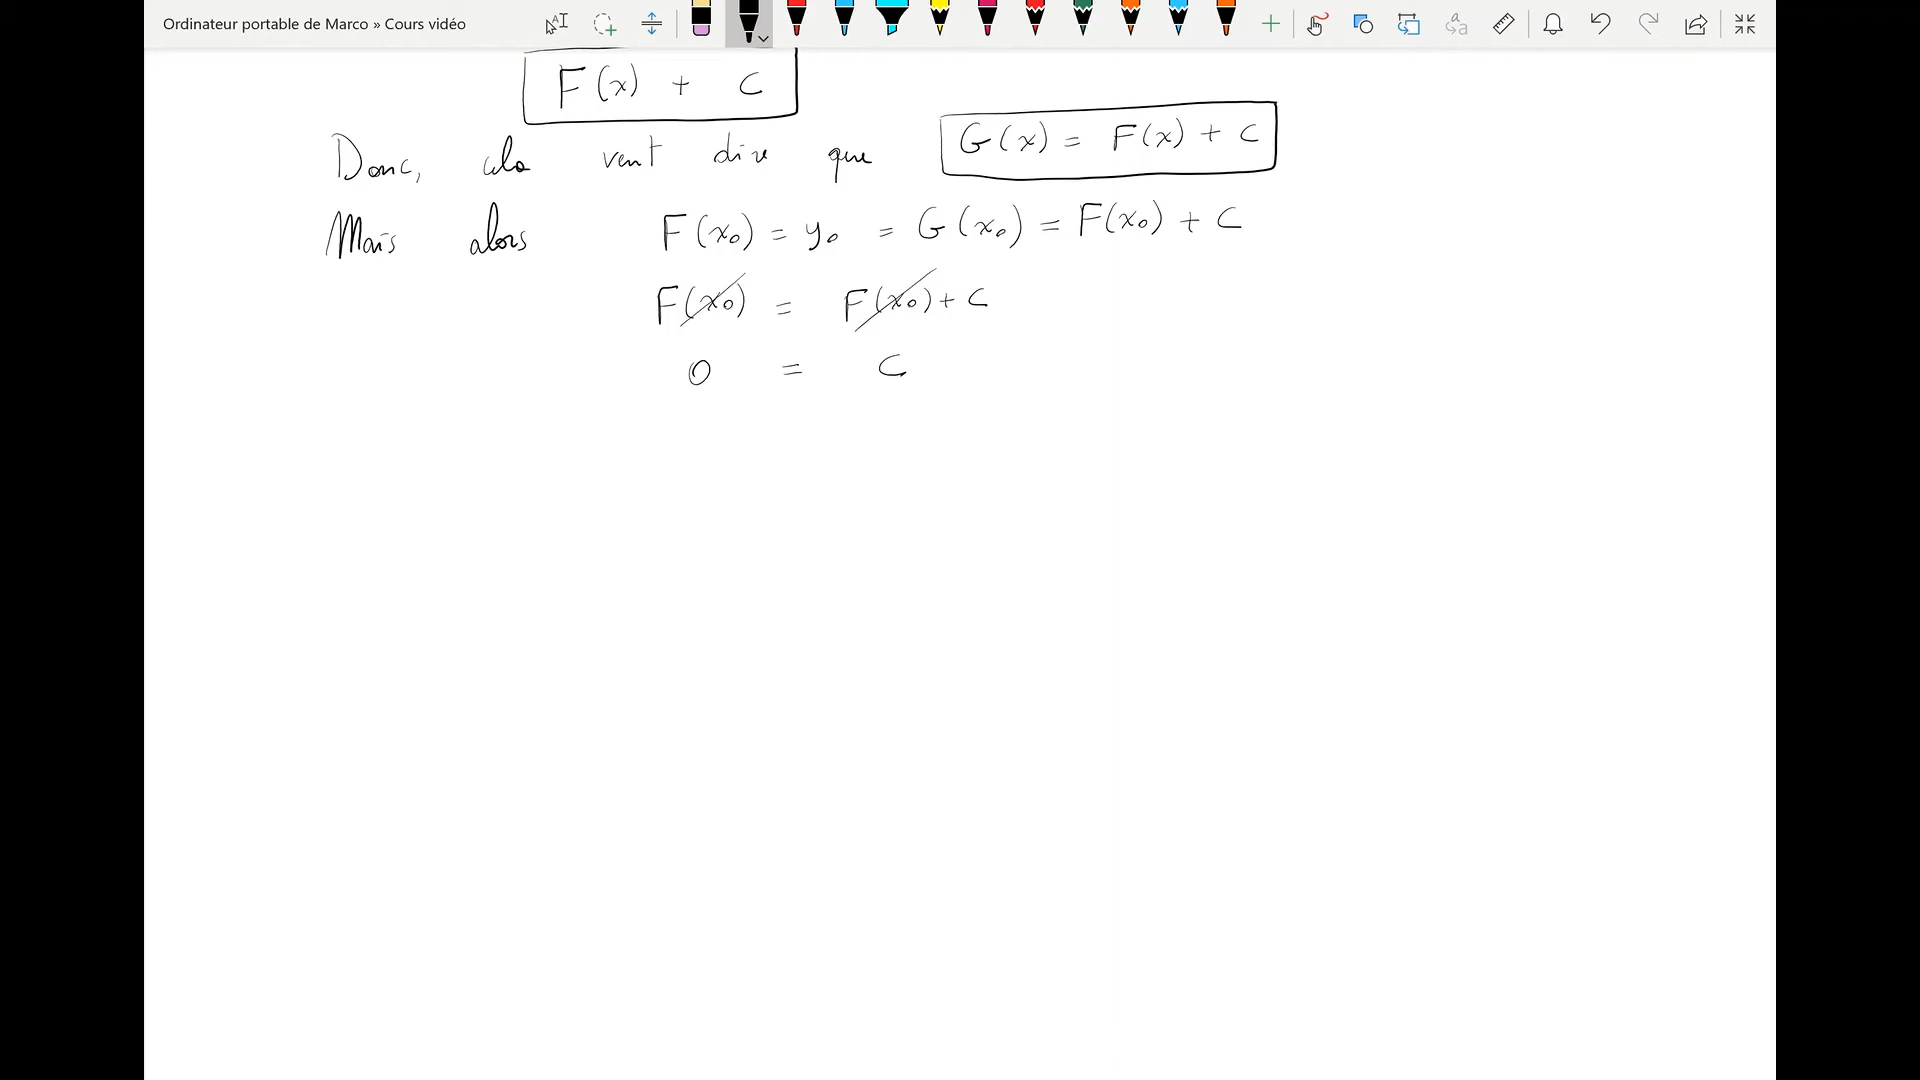 Ordinateur portable de Marco » Cours vidéo
F(x) + C
Donc, cela veut dire que G(x) = F(x) + C
Mais alors F(x₀) = y₀ = G(x₀) = F(x₀) + C
F(x₀) = F(x₀) + C
0 = C